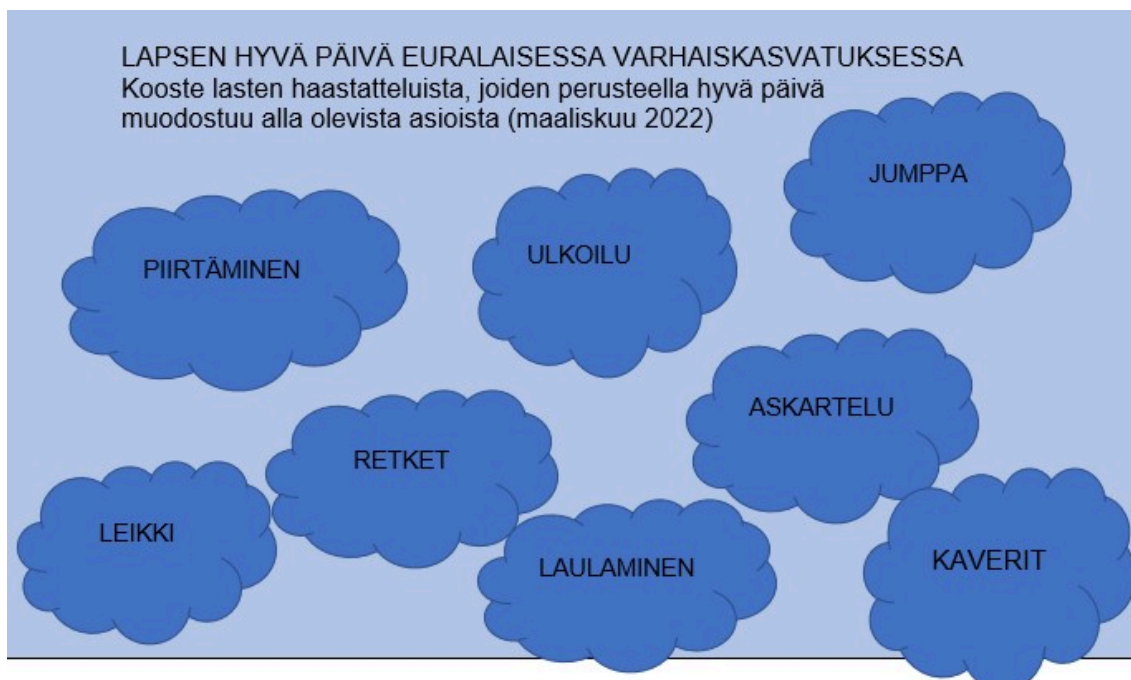 LAPSEN HYVÄ PÄIVÄ EURALAISESSA VARHAISKASVATUKSESSA
Kooste lasten haastatteluista, joiden perusteella hyvä päivä
muodostuu alla olevista asioista (maaliskuu 2022)
JUMPPA
ULKOILU
PIIRTÄMINEN
ASKARTELU
RETKET
LEIKKI
LAULAMINEN
KAVERIT